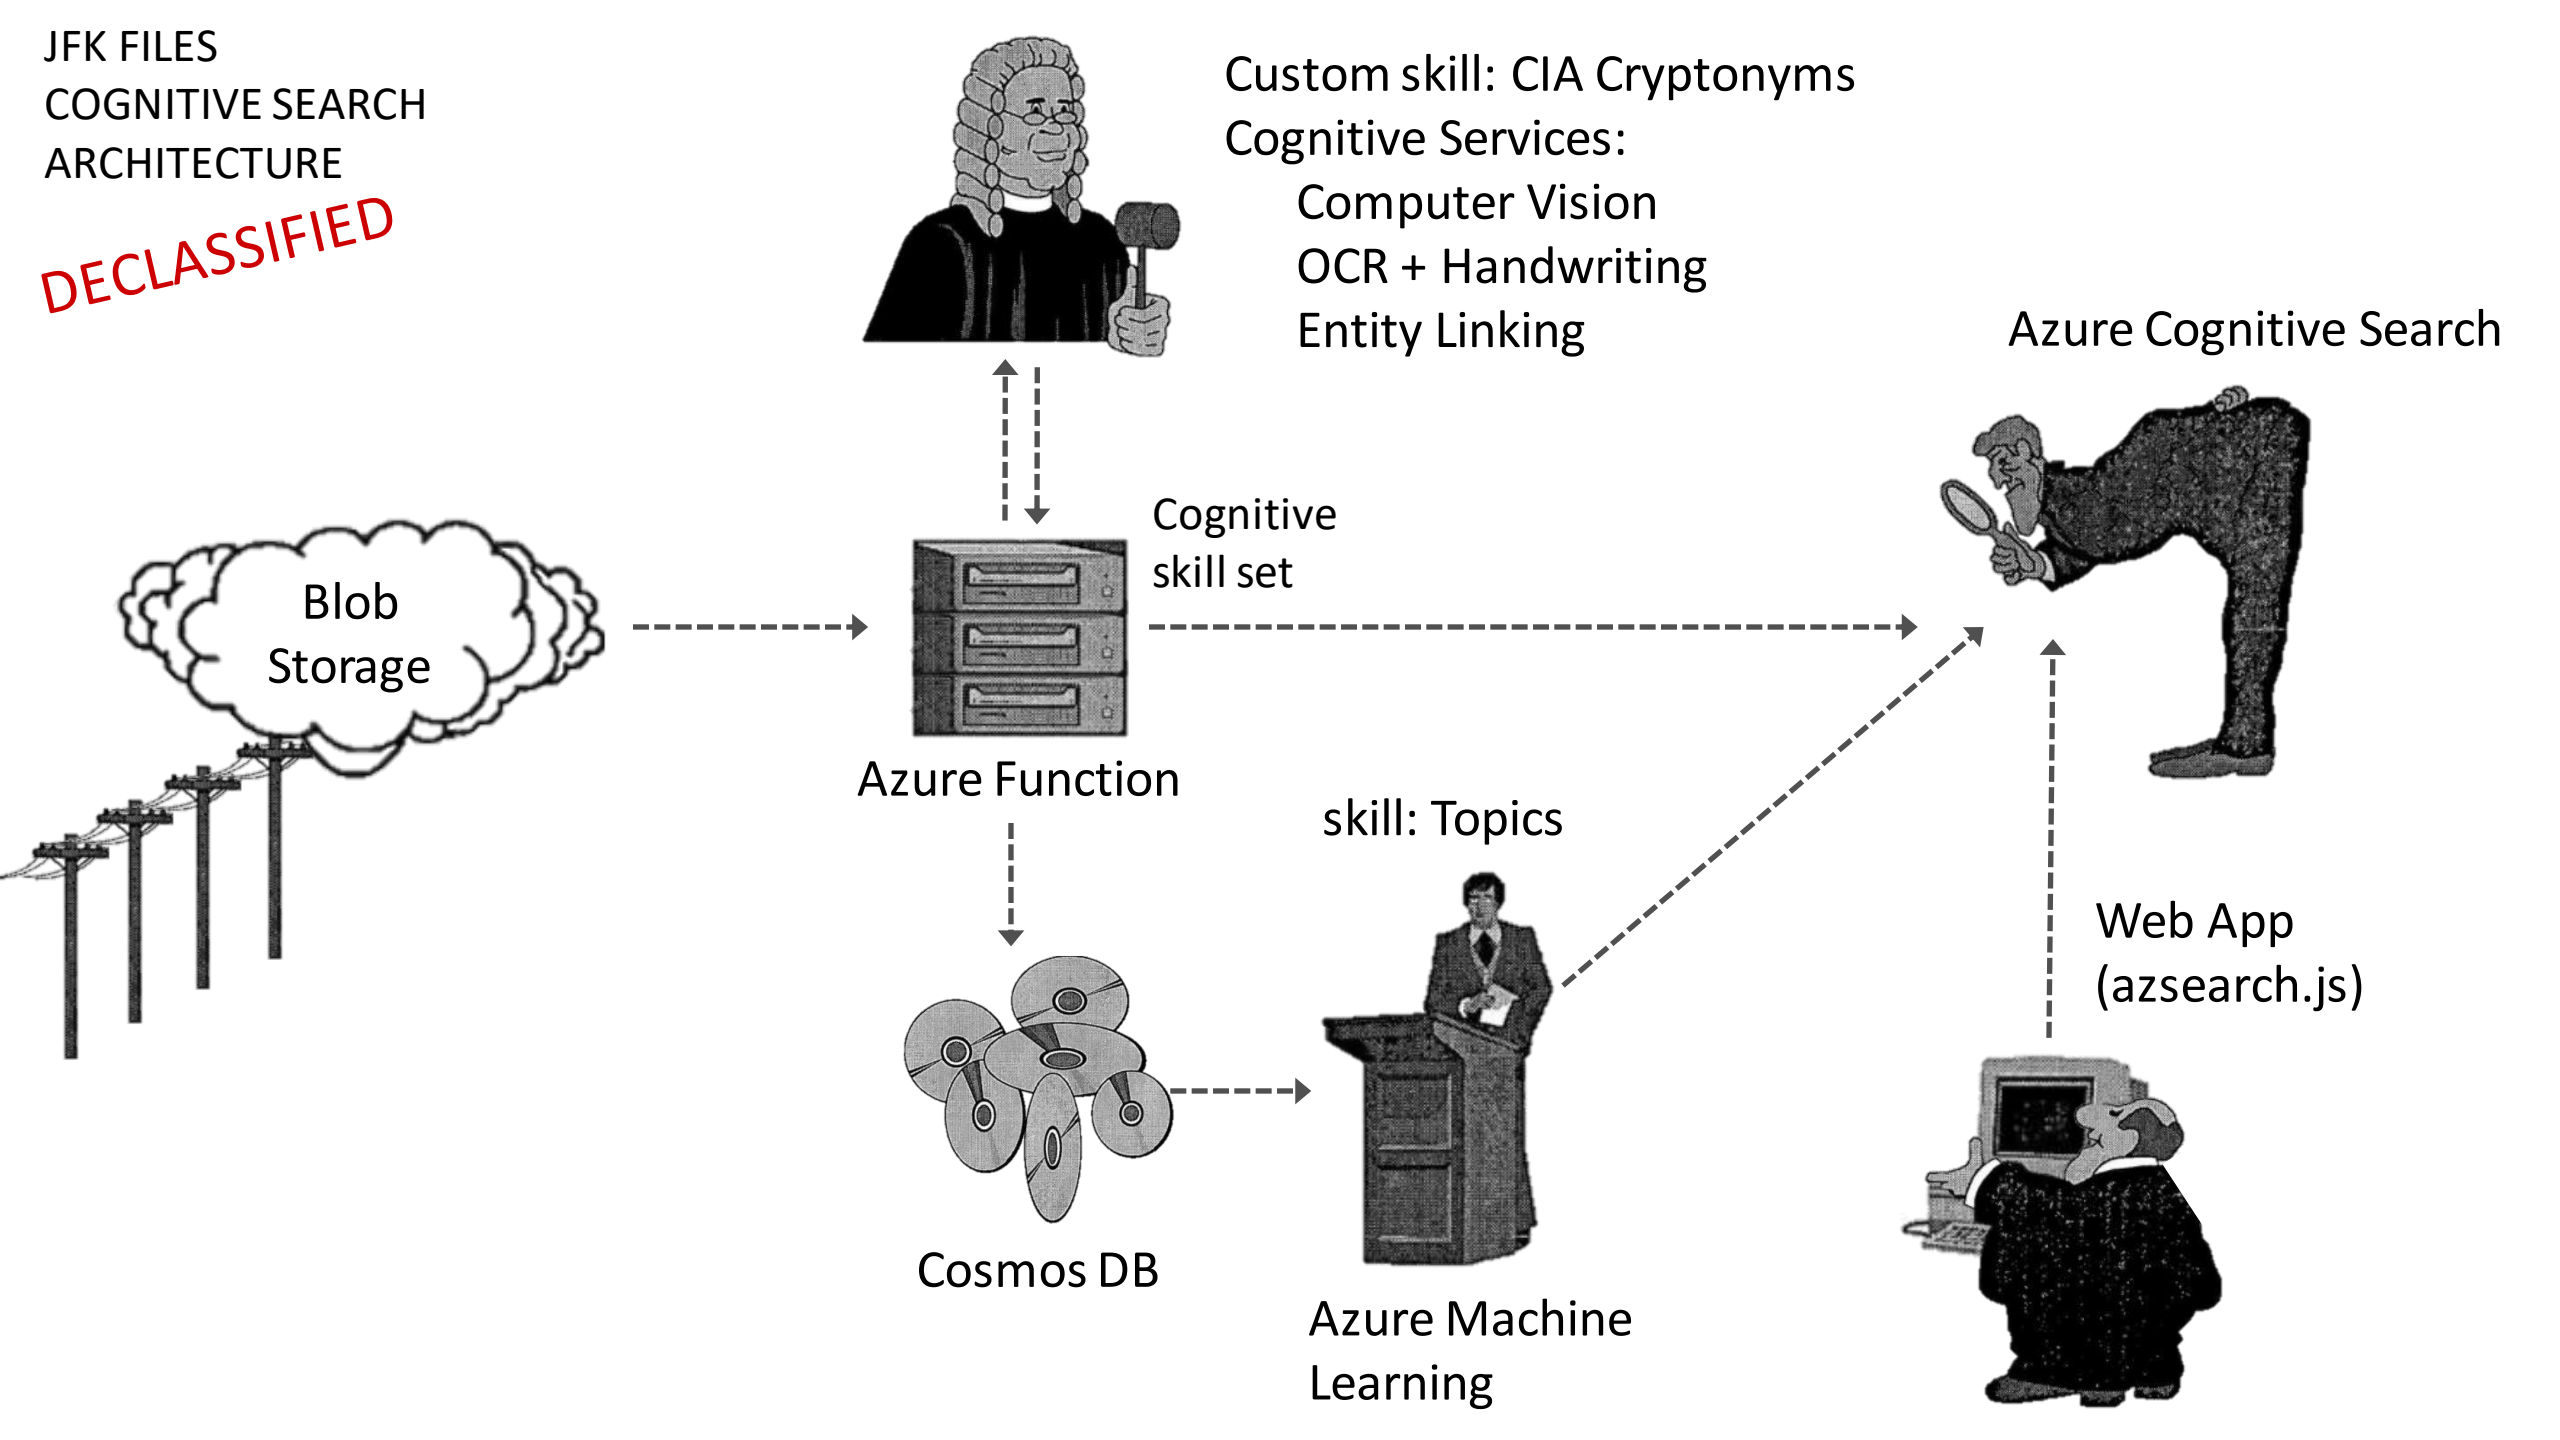 JFK FILES
COGNITIVE SEARCH
ARCHITECTURE
DECLASSIFIED
Custom skill: CIA Cryptonyms
Cognitive Services:
Computer Vision
OCR + Handwriting
Entity Linking
Azure Cognitive Search
Cognitive
skill set
Blob
Storage
Azure Function
skill: Topics
Web App
(azsearch.js)
Cosmos DB
Azure Machine
Learning